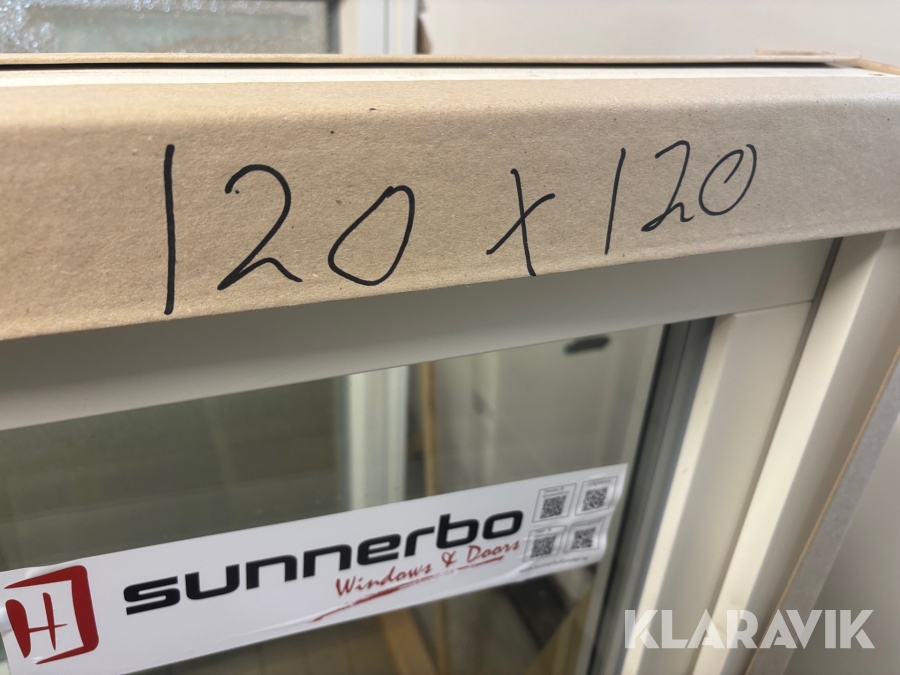 120 x 120
sunnerbo
Windows & Doors
H
KLARAVIK